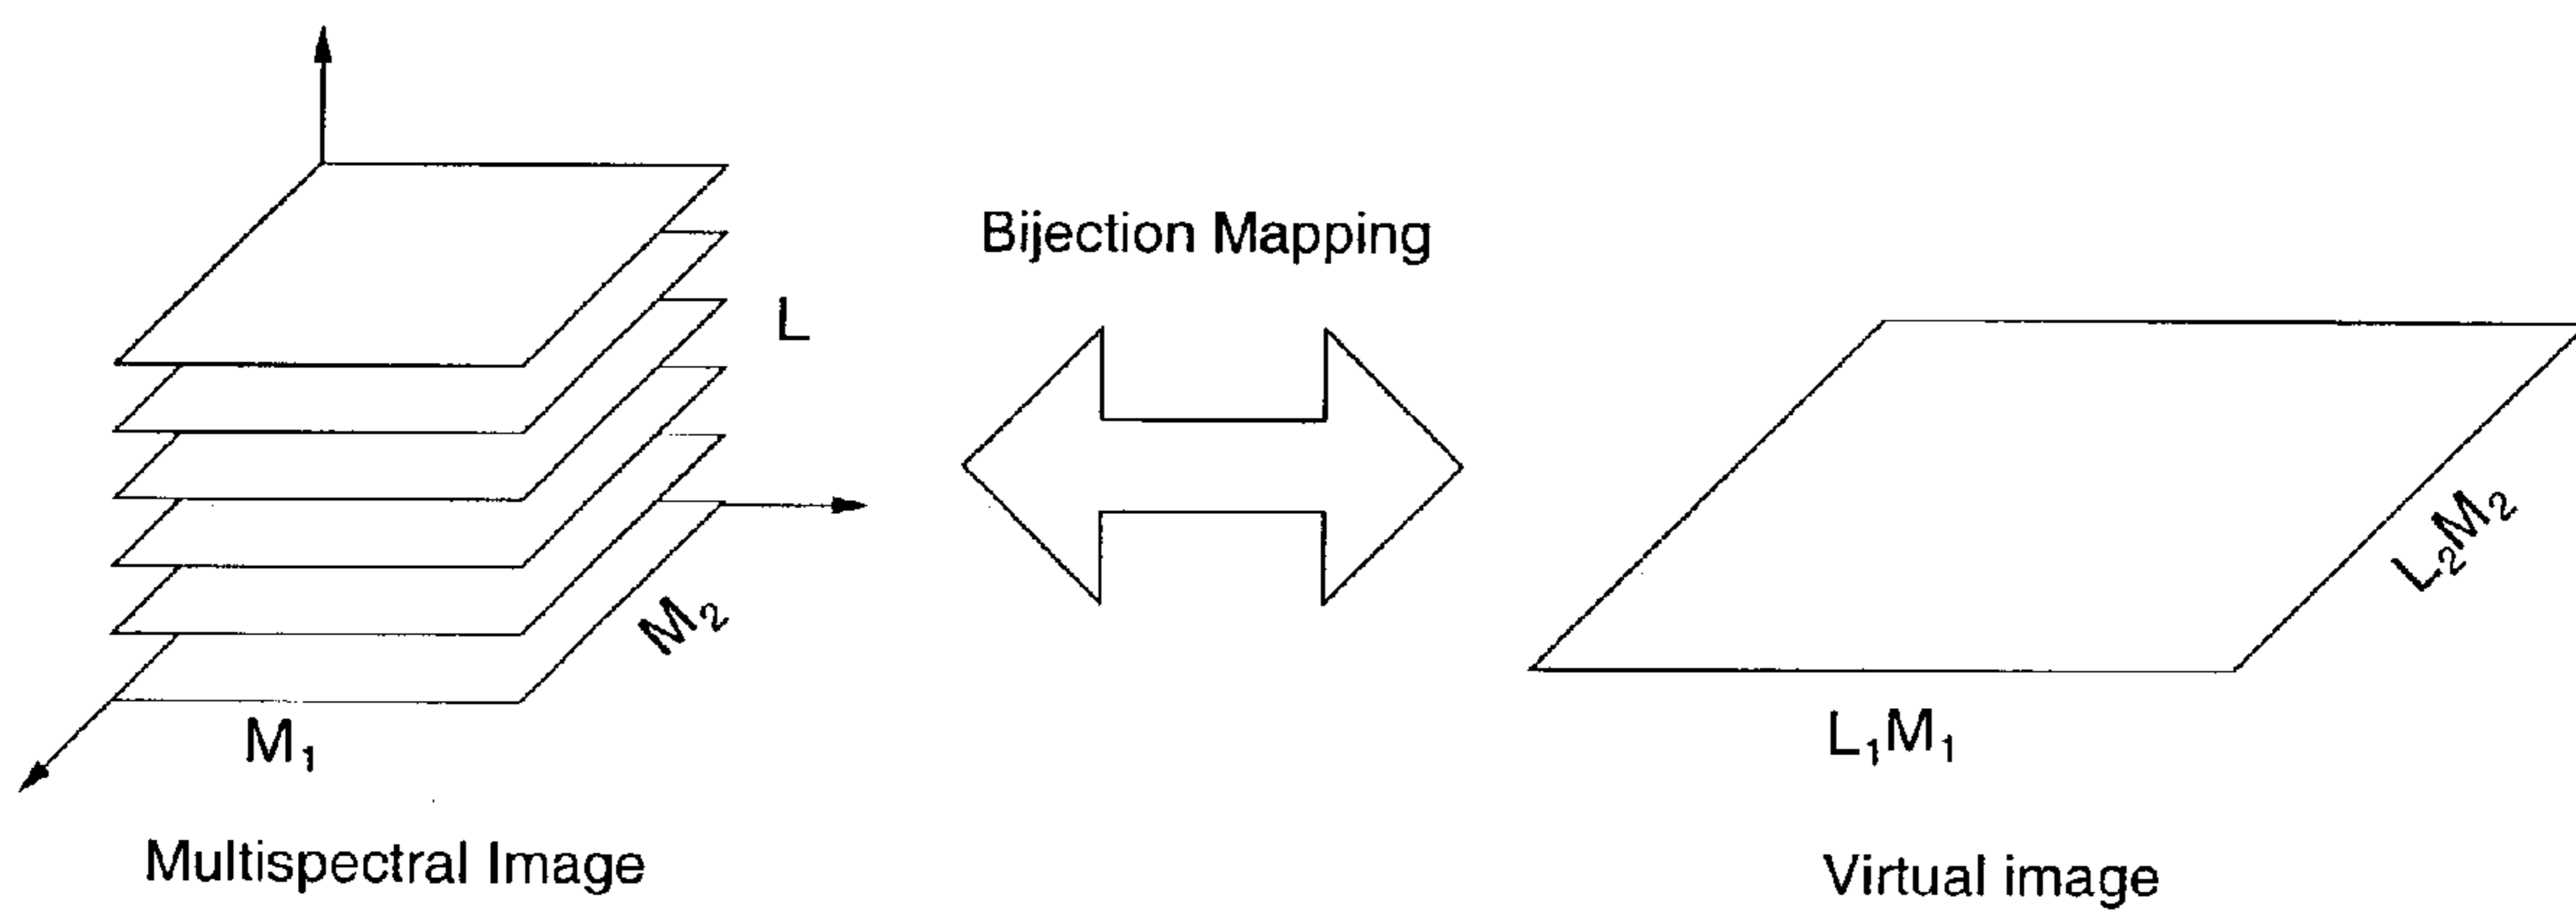 Bijection Mapping
L
M₂
M₁
L₂M₂
L₁M₁
Multispectral Image
Virtual image